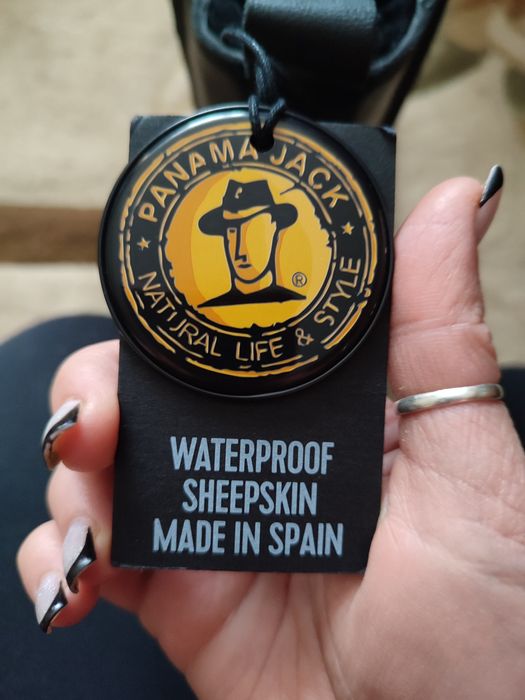 PANAMA JACK
®
NATURAL LIFE & STYLE
WATERPROOF
SHEEPSKIN
MADE IN SPAIN